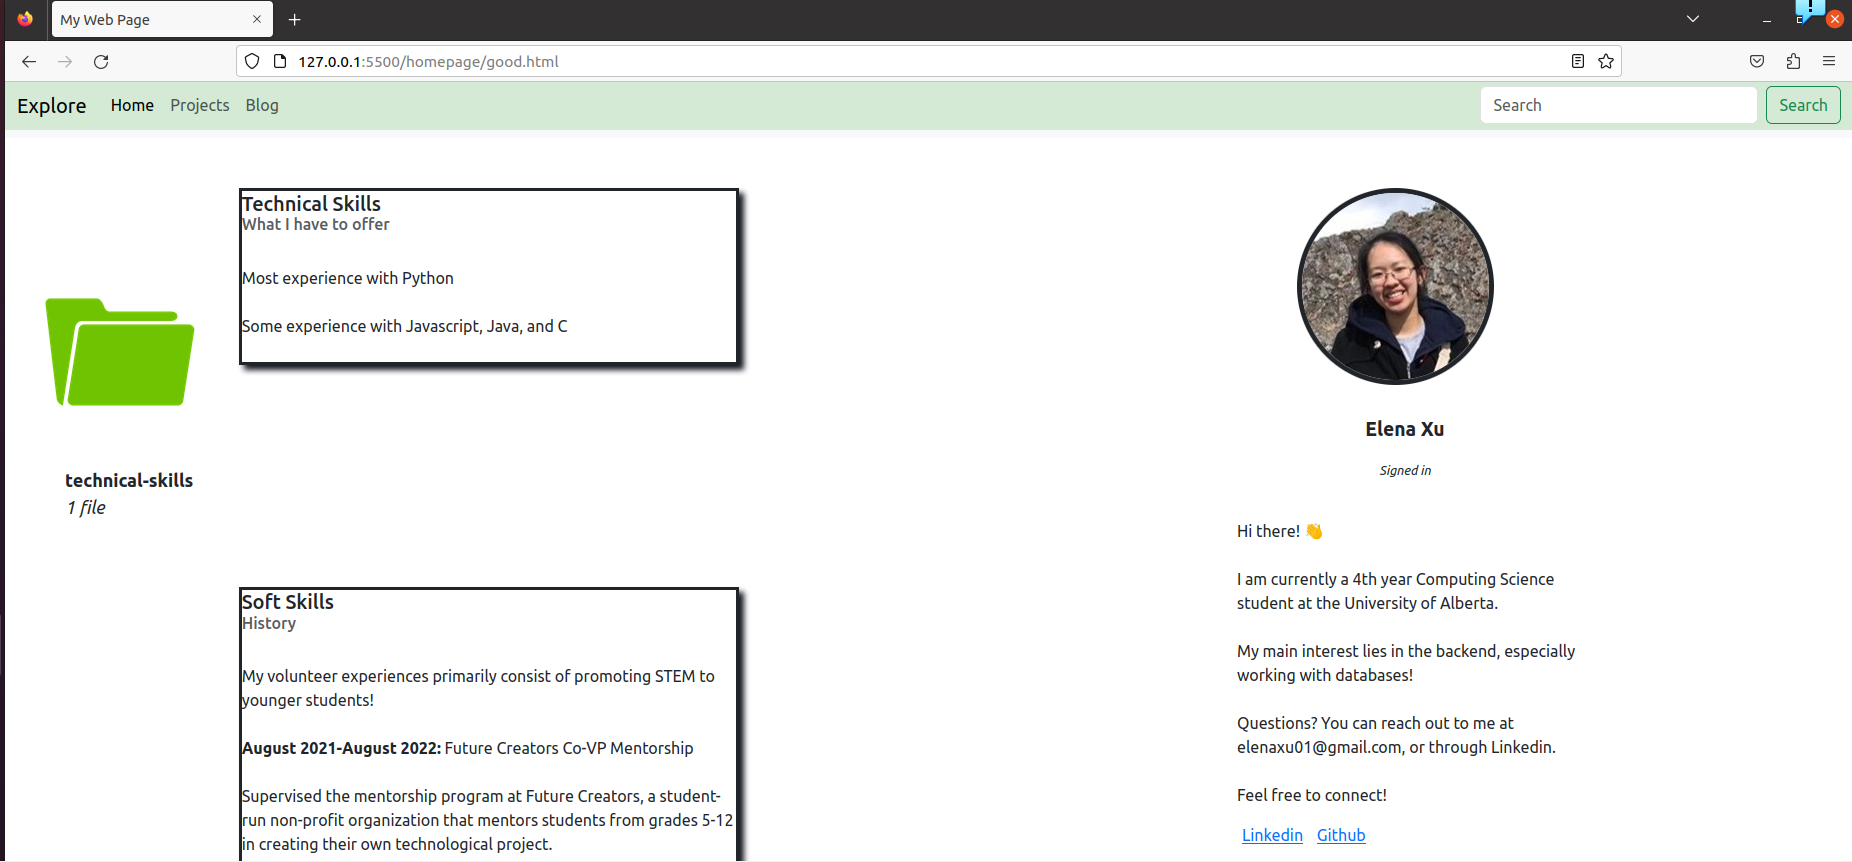 My Web Page
127.0.0.1:5500/homepage/good.html
Explore Home Projects Blog Search Search
Technical Skills
What I have to offer
Most experience with Python
Some experience with Javascript, Java, and C
technical-skills
1 file
Soft Skills
History
My volunteer experiences primarily consist of promoting STEM to
younger students!
August 2021-August 2022: Future Creators Co-VP Mentorship
Supervised the mentorship program at Future Creators, a student-
run non-profit organization that mentors students from grades 5-12
in creating their own technological project.
Elena Xu
Signed in
Hi there! 👋
I am currently a 4th year Computing Science
student at the University of Alberta.
My main interest lies in the backend, especially
working with databases!
Questions? You can reach out to me at
elenaxu01@gmail.com, or through Linkedin.
Feel free to connect!
Linkedin Github